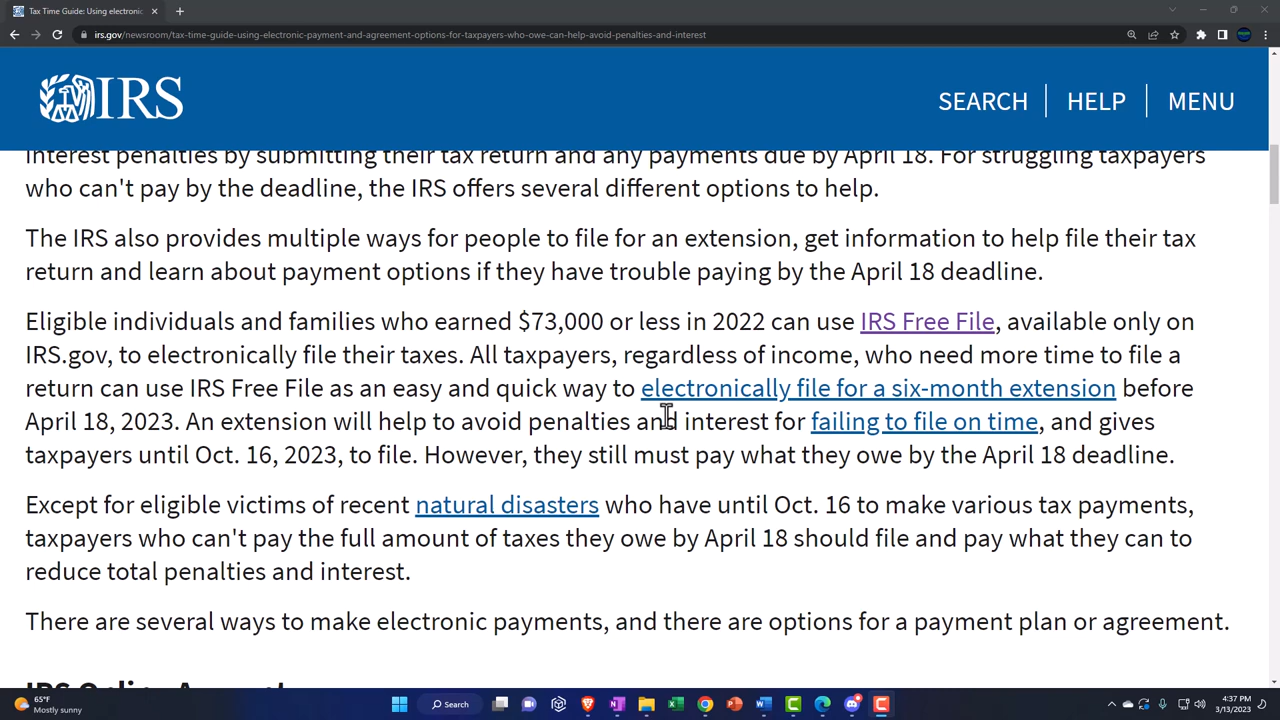 Tax Time Guide: Using electronic
irs.gov/newsroom/tax-time-guide-using-electronic-payment-and-agreement-options-for-taxpayers-who-owe-can-help-avoid-penalties-and-interest
IRS
SEARCH HELP MENU
interest penalties by submitting their tax return and any payments due by April 18. For struggling taxpayers
who can't pay by the deadline, the IRS offers several different options to help.
The IRS also provides multiple ways for people to file for an extension, get information to help file their tax
return and learn about payment options if they have trouble paying by the April 18 deadline.
Eligible individuals and families who earned $73,000 or less in 2022 can use IRS Free File, available only on
IRS.gov, to electronically file their taxes. All taxpayers, regardless of income, who need more time to file a
return can use IRS Free File as an easy and quick way to electronically file for a six-month extension before
April 18, 2023. An extension will help to avoid penalties and interest for failing to file on time, and gives
taxpayers until Oct. 16, 2023, to file. However, they still must pay what they owe by the April 18 deadline.
Except for eligible victims of recent natural disasters who have until Oct. 16 to make various tax payments,
taxpayers who can't pay the full amount of taxes they owe by April 18 should file and pay what they can to
reduce total penalties and interest.
There are several ways to make electronic payments, and there are options for a payment plan or agreement.
IRS Online Account
65°F
Mostly sunny
Search
4:37 PM
3/13/2023